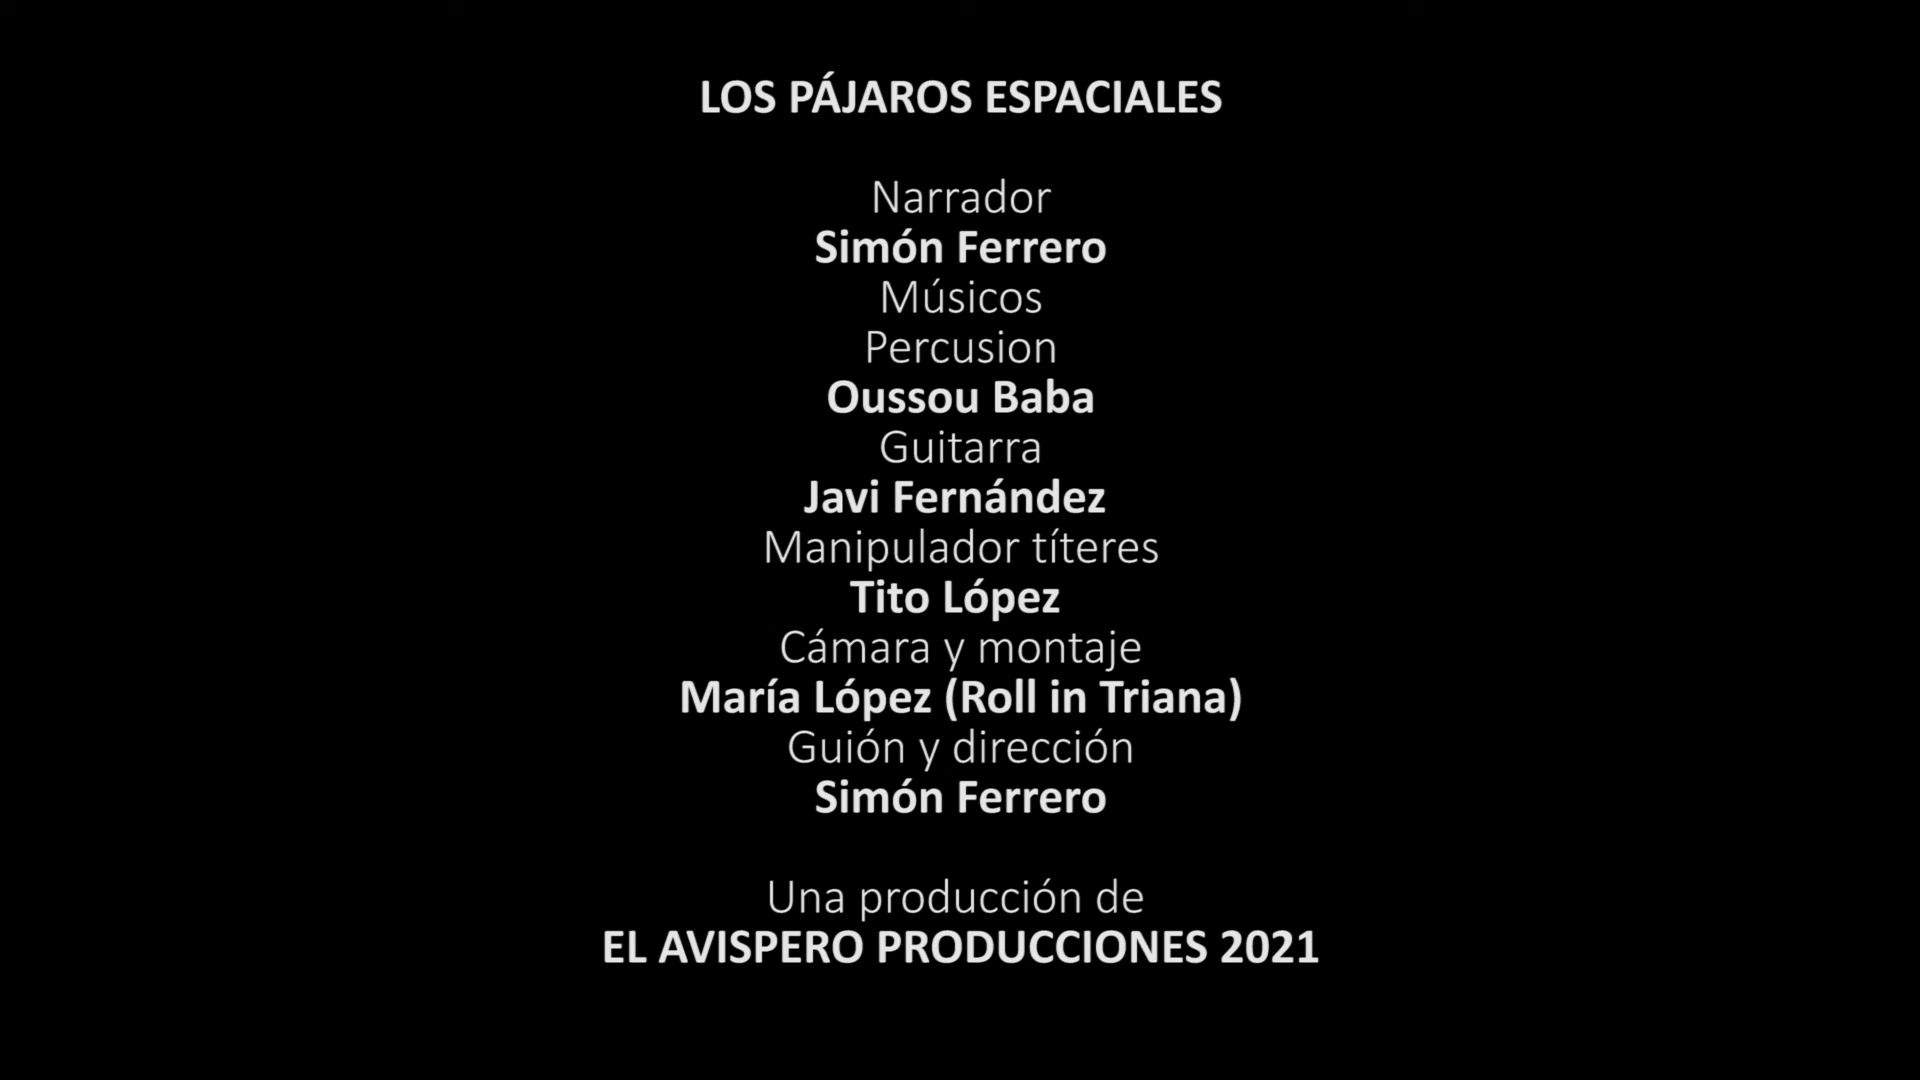 LOS PÁJAROS ESPACIALES
Narrador
Simón Ferrero
Músicos
Percusion
Oussou Baba
Guitarra
Javi Fernández
Manipulador títeres
Tito López
Cámara y montaje
María López (Roll in Triana)
Guión y dirección
Simón Ferrero
Una producción de
EL AVISPERO PRODUCCIONES 2021